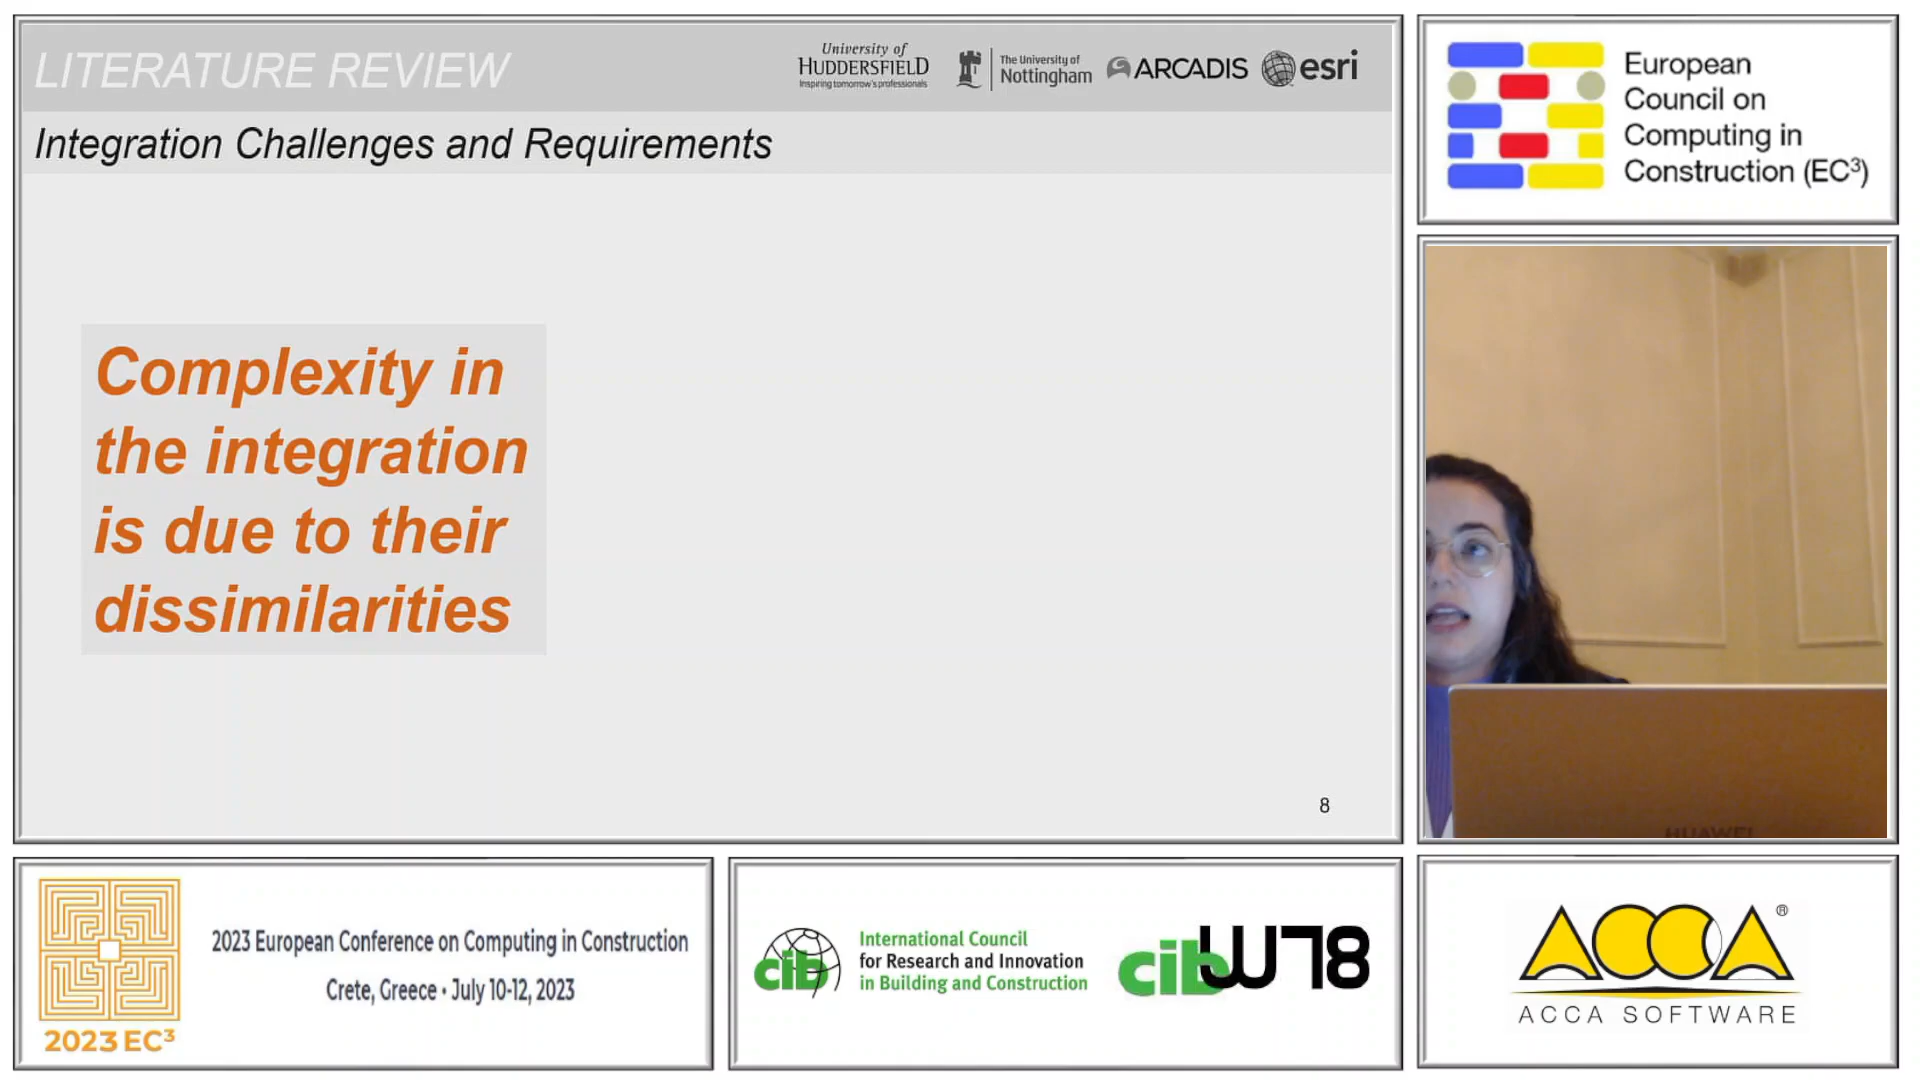 LITERATURE REVIEW
University of
HUDDERSFIELD
Inspiring tomorrow's professionals
The University of
Nottingham
ARCADIS
esri
Integration Challenges and Requirements
Complexity in
the integration
is due to their
dissimilarities
8
European
Council on
Computing in
Construction (EC³)
HUAWEI
2023 EC³
2023 European Conference on Computing in Construction
Crete, Greece • July 10-12, 2023
cib
International Council
for Research and Innovation
in Building and Construction
cib W78
ACCA ®
ACCA SOFTWARE